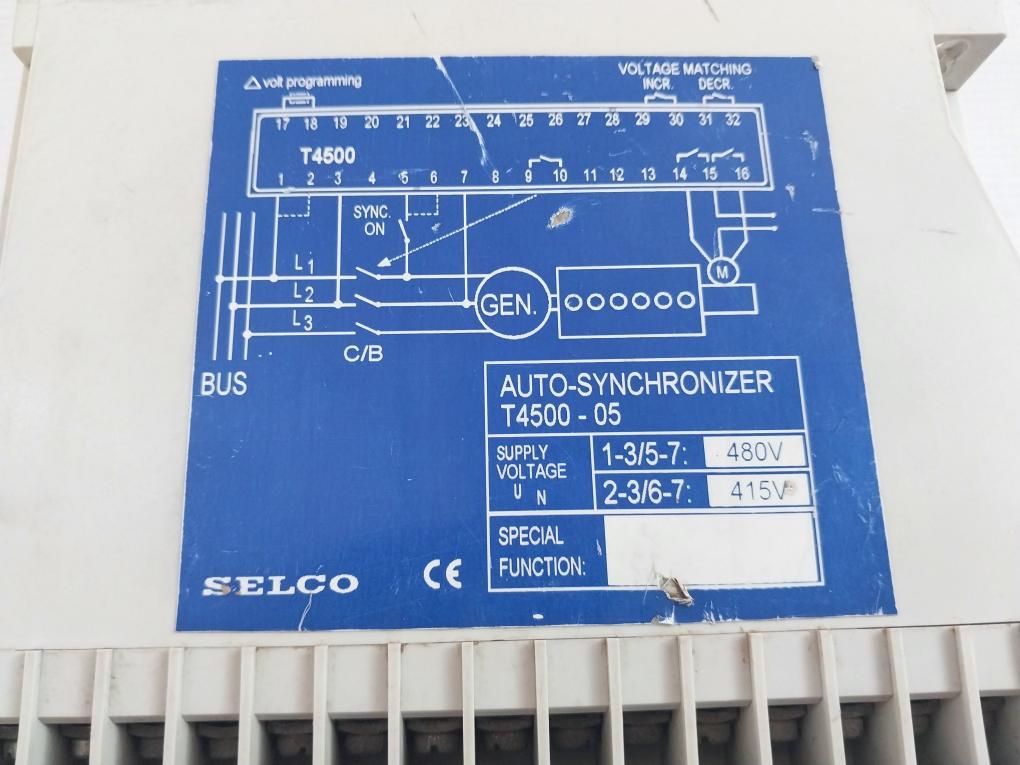 △ volt programming
VOLTAGE MATCHING
INCR. DECR.
17 18 19 20 21 22 23 24 25 26 27 28 29 30 31 32
T4500
1 2 3 4 5 6 7 8 9 10 11 12 13 14 15 16
SYNC.
ON
M
L1
L2
GEN.
L3
C/B
BUS
AUTO-SYNCHRONIZER
T4500 - 05
SUPPLY
VOLTAGE
U N
1-3/5-7: 480V
2-3/6-7: 415V
SPECIAL
FUNCTION:
SELCO CE